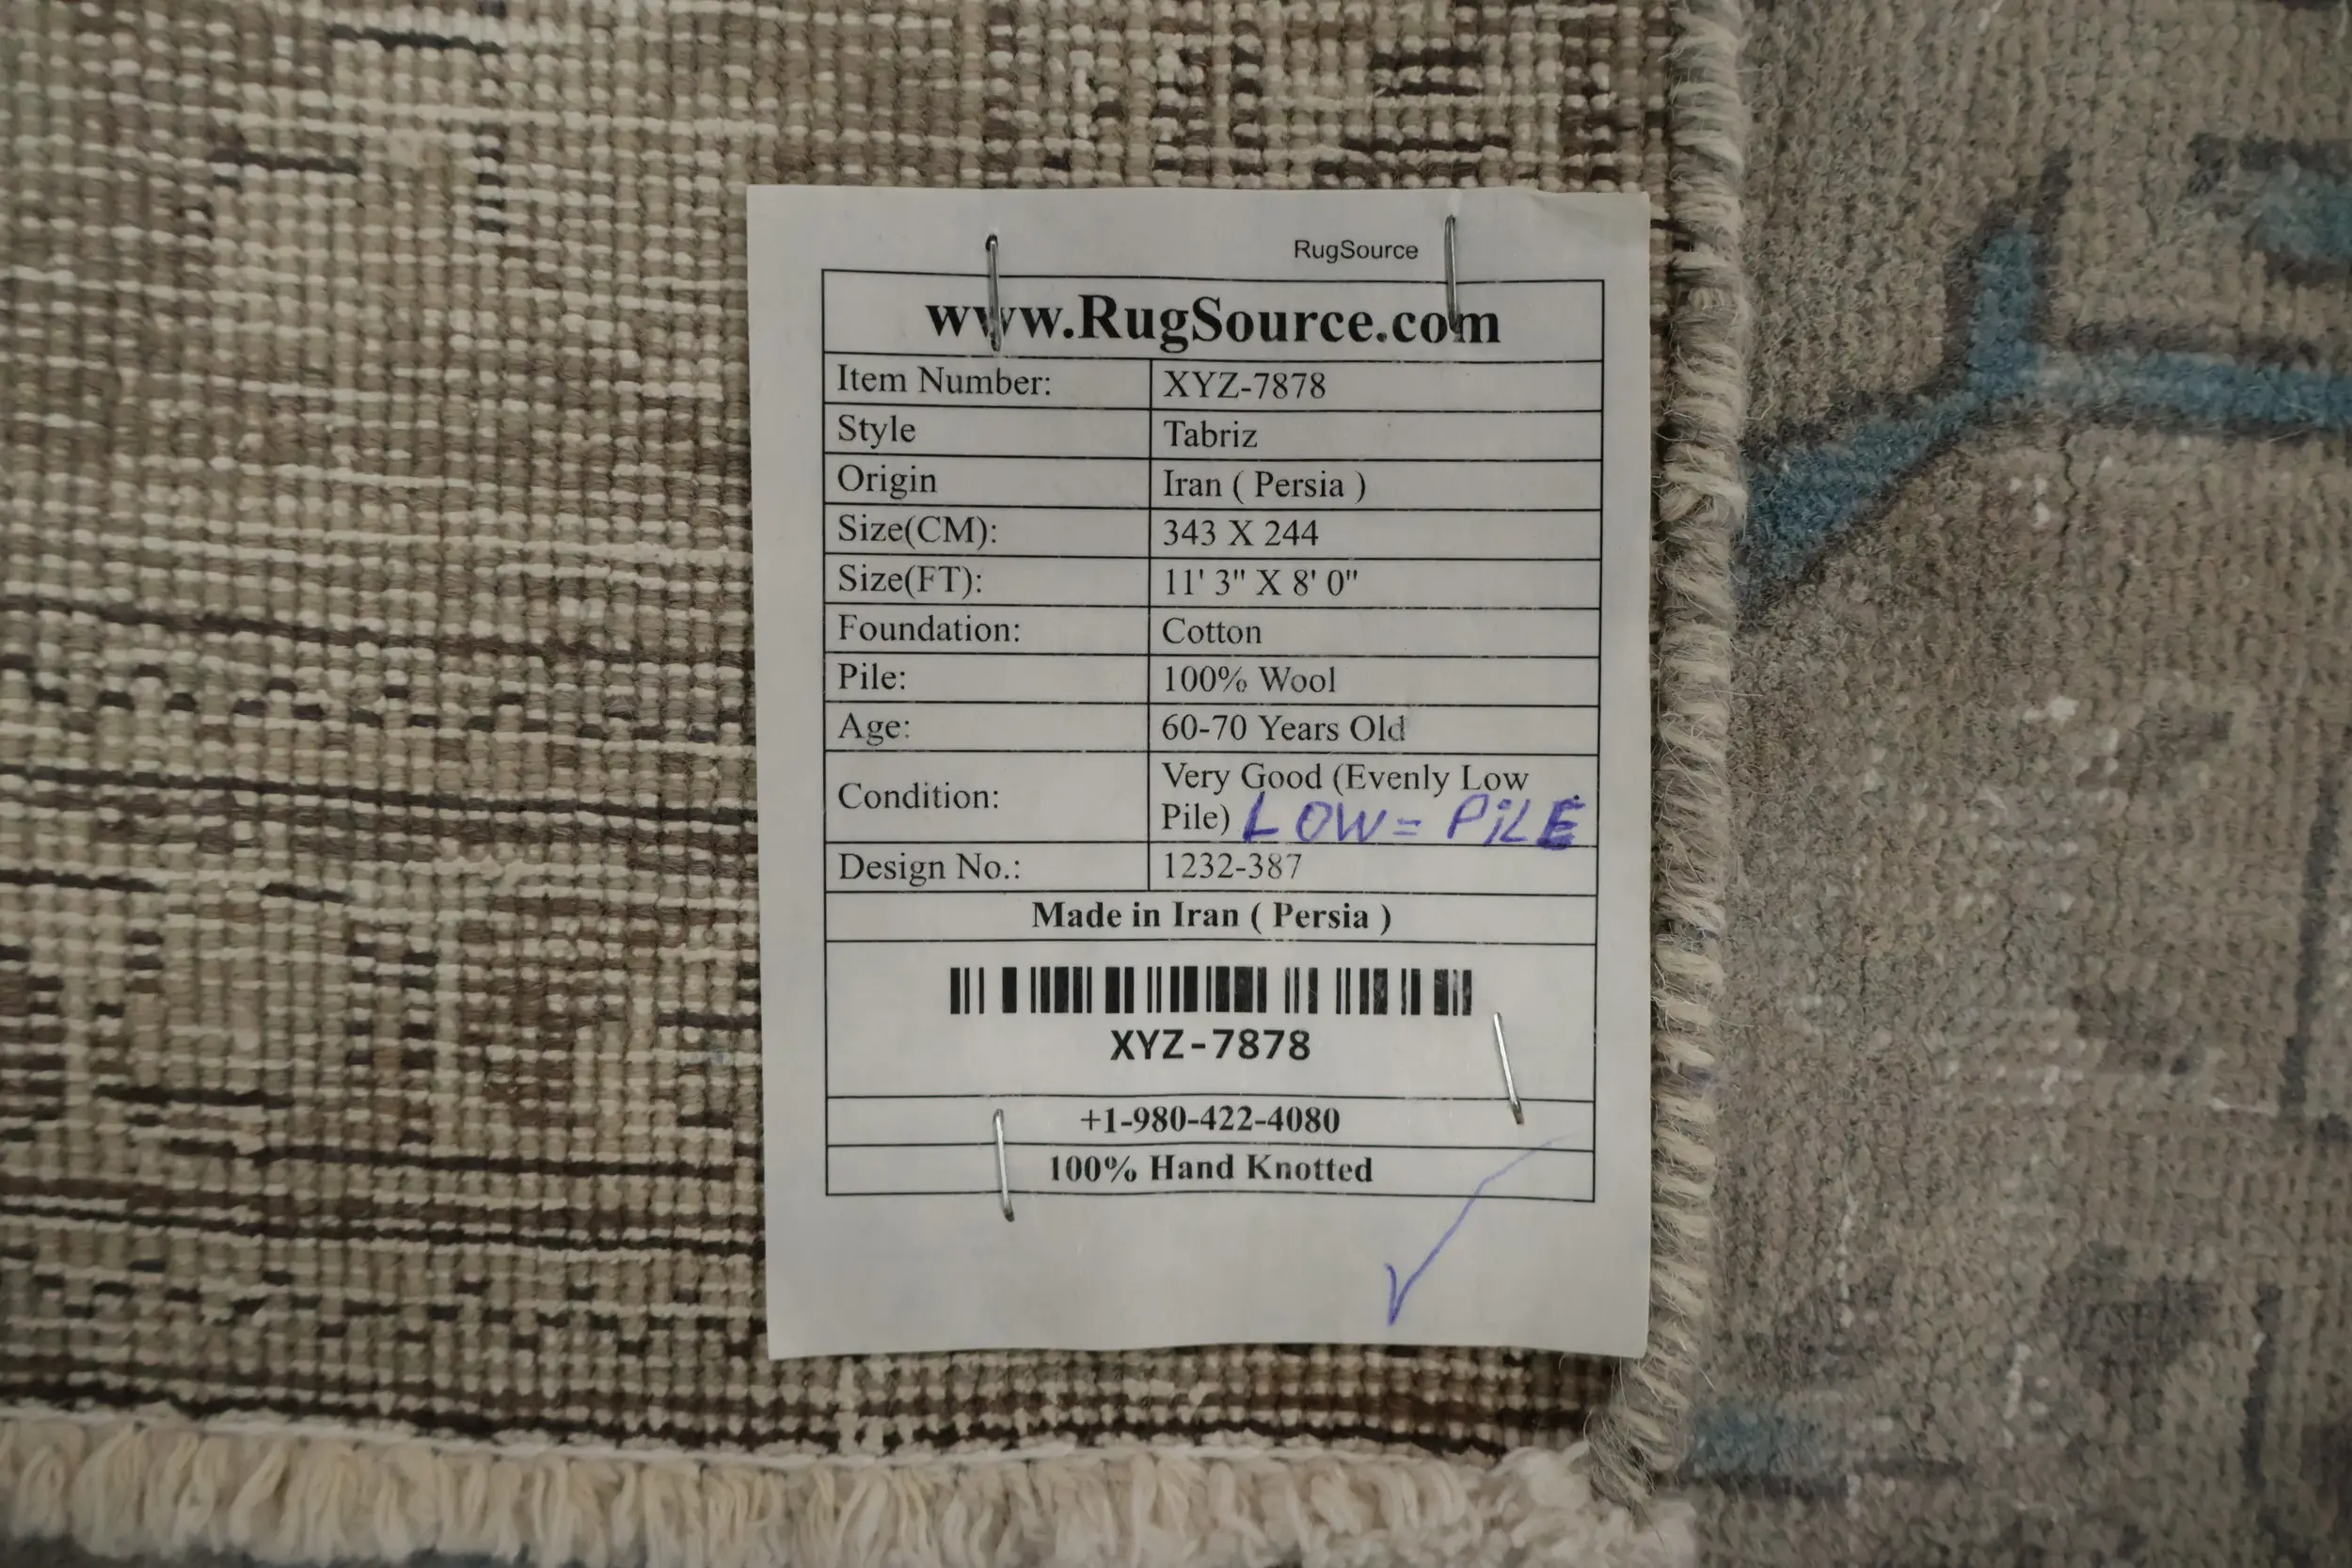 RugSource
www.RugSource.com
Item Number: XYZ-7878
Style Tabriz
Origin Iran ( Persia )
Size(CM): 343 X 244
Size(FT): 11' 3" X 8' 0"
Foundation: Cotton
Pile: 100% Wool
Age: 60-70 Years Old
Condition: Very Good (Evenly Low
Pile) LOW = PiLE
Design No.: 1232-387
Made in Iran ( Persia )
XYZ-7878
+1-980-422-4080
100% Hand Knotted